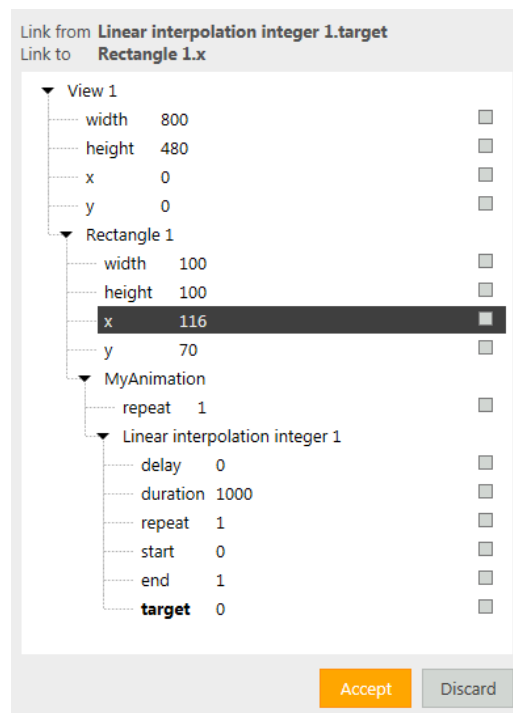 Link from Linear interpolation integer 1.target
Link to Rectangle 1.x
View 1
width 800
height 480
x 0
y 0
Rectangle 1
width 100
height 100
x 116
y 70
MyAnimation
repeat 1
Linear interpolation integer 1
delay 0
duration 1000
repeat 1
start 0
end 1
target 0
Accept Discard